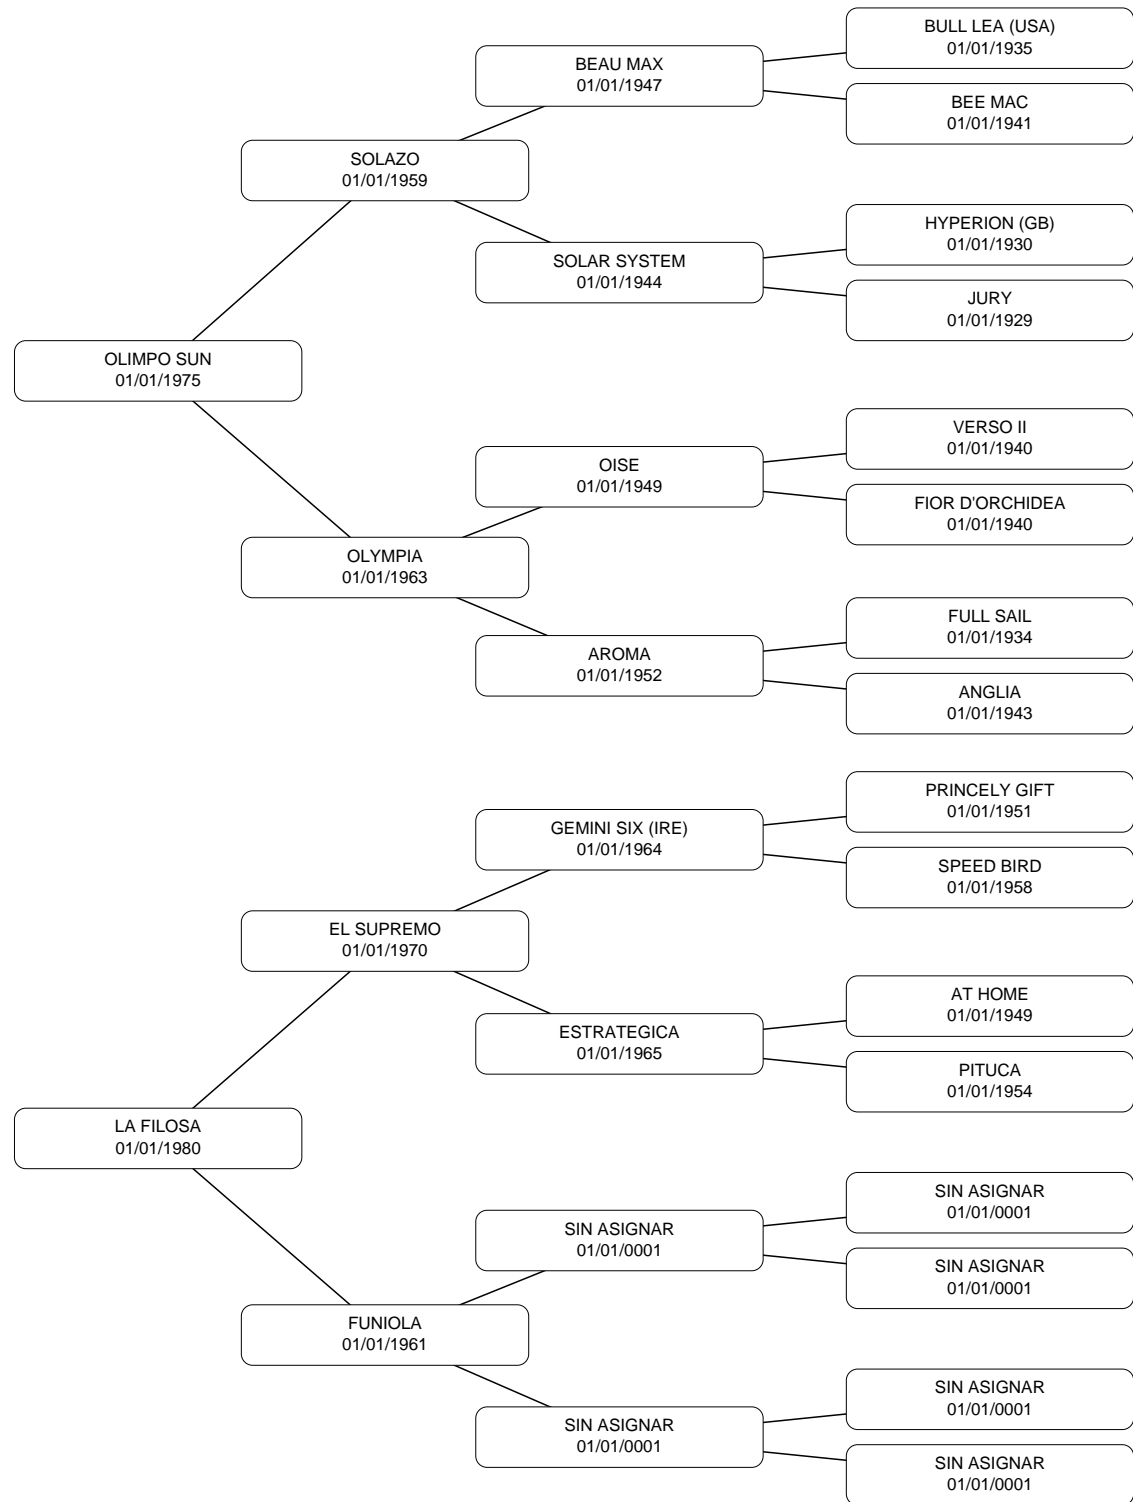 BULL LEA (USA)
01/01/1935
BEAU MAX
01/01/1947
BEE MAC
01/01/1941
SOLAZO
01/01/1959
HYPERION (GB)
01/01/1930
SOLAR SYSTEM
01/01/1944
JURY
01/01/1929
OLIMPO SUN
01/01/1975
VERSO II
01/01/1940
OISE
01/01/1949
FIOR D'ORCHIDEA
01/01/1940
OLYMPIA
01/01/1963
FULL SAIL
01/01/1934
AROMA
01/01/1952
ANGLIA
01/01/1943
PRINCELY GIFT
01/01/1951
GEMINI SIX (IRE)
01/01/1964
SPEED BIRD
01/01/1958
EL SUPREMO
01/01/1970
AT HOME
01/01/1949
ESTRATEGICA
01/01/1965
PITUCA
01/01/1954
LA FILOSA
01/01/1980
SIN ASIGNAR
01/01/0001
SIN ASIGNAR
01/01/0001
SIN ASIGNAR
01/01/0001
FUNIOLA
01/01/1961
SIN ASIGNAR
01/01/0001
SIN ASIGNAR
01/01/0001
SIN ASIGNAR
01/01/0001